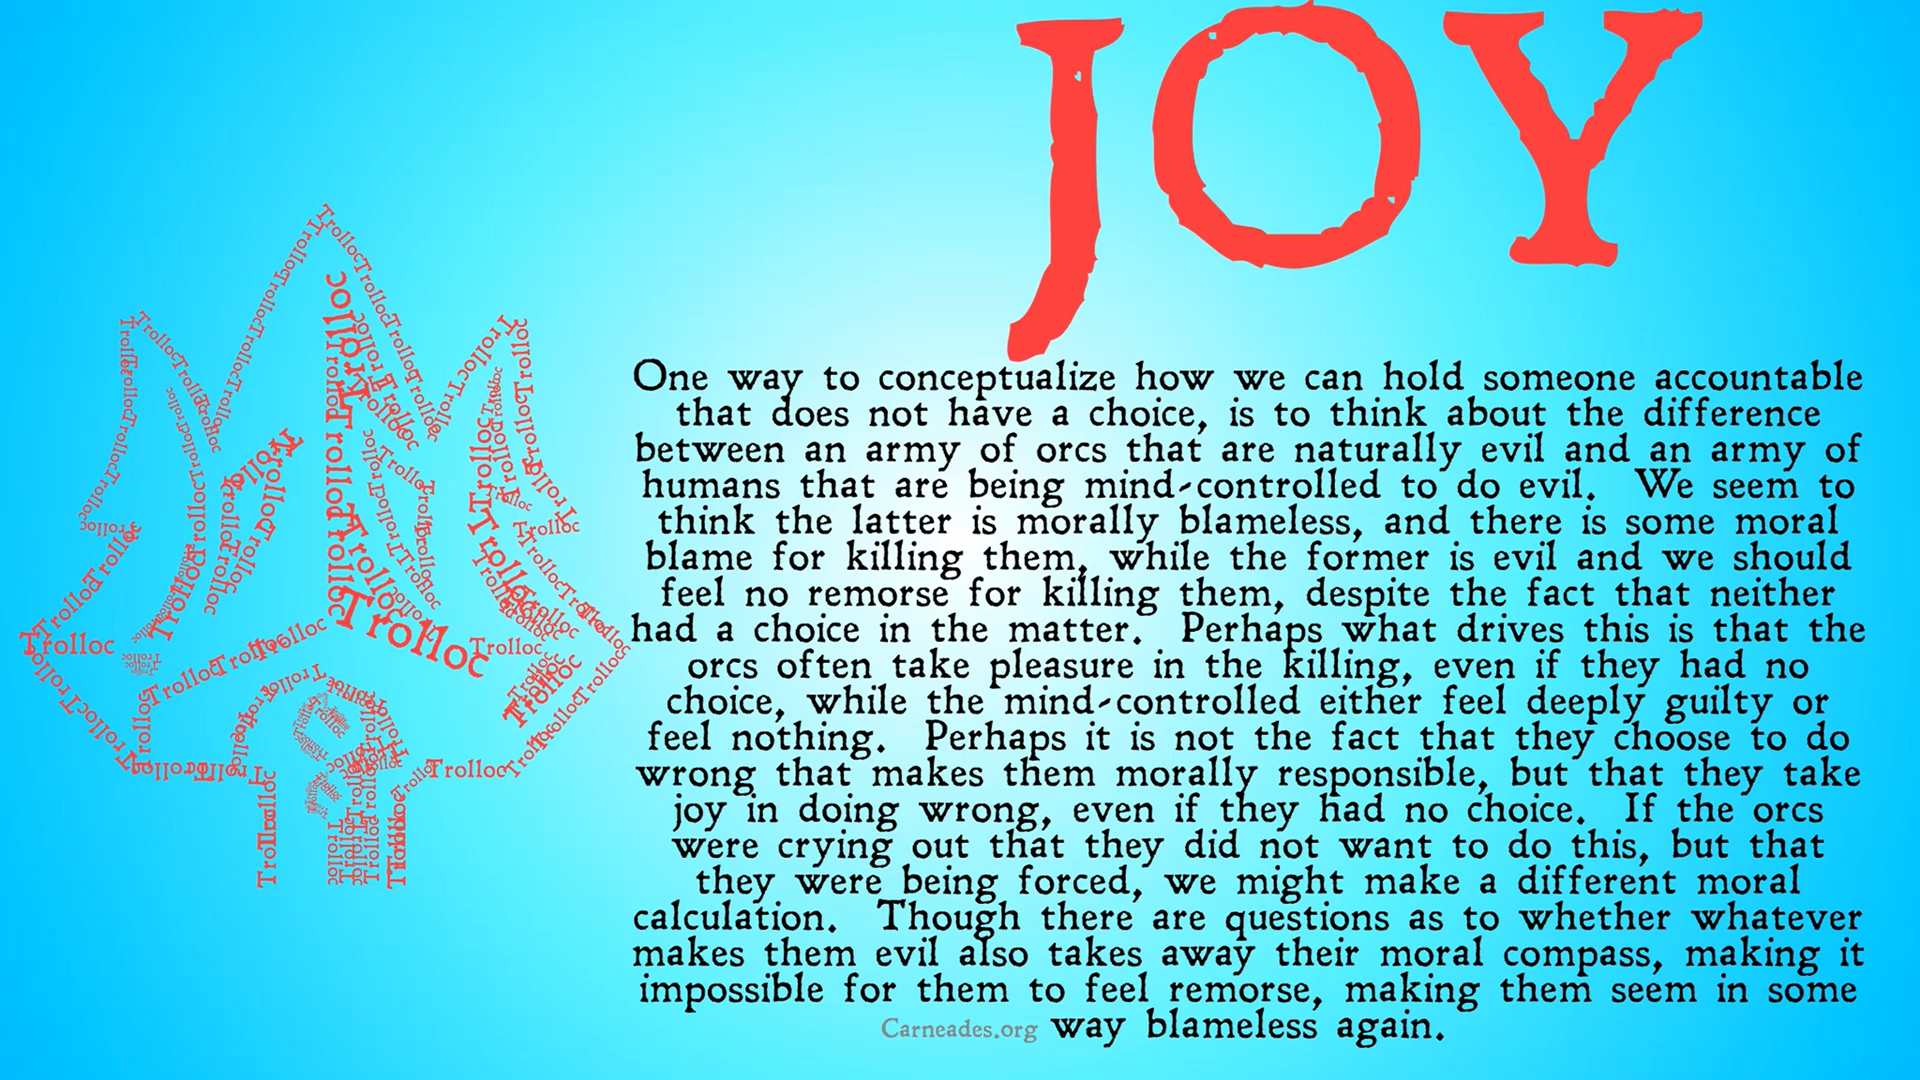 JOY
One way to conceptualize how we can hold someone accountable
that does not have a choice, is to think about the difference
between an army of orcs that are naturally evil and an army of
humans that are being mind-controlled to do evil. We seem to
think the latter is morally blameless, and there is some moral
blame for killing them, while the former is evil and we should
feel no remorse for killing them, despite the fact that neither
had a choice in the matter. Perhaps what drives this is that the
orcs often take pleasure in the killing, even if they had no
choice, while the mind-controlled either feel deeply guilty or
feel nothing. Perhaps it is not the fact that they choose to do
wrong that makes them morally responsible, but that they take
joy in doing wrong, even if they had no choice. If the orcs
were crying out that they did not want to do this, but that
they were being forced, we might make a different moral
calculation. Though there are questions as to whether whatever
makes them evil also takes away their moral compass, making it
impossible for them to feel remorse, making them seem in some
way blameless again.
Carneades.org
Trolloc
Trolloc
Trolloc
Trolloc
Trolloc
Trolloc